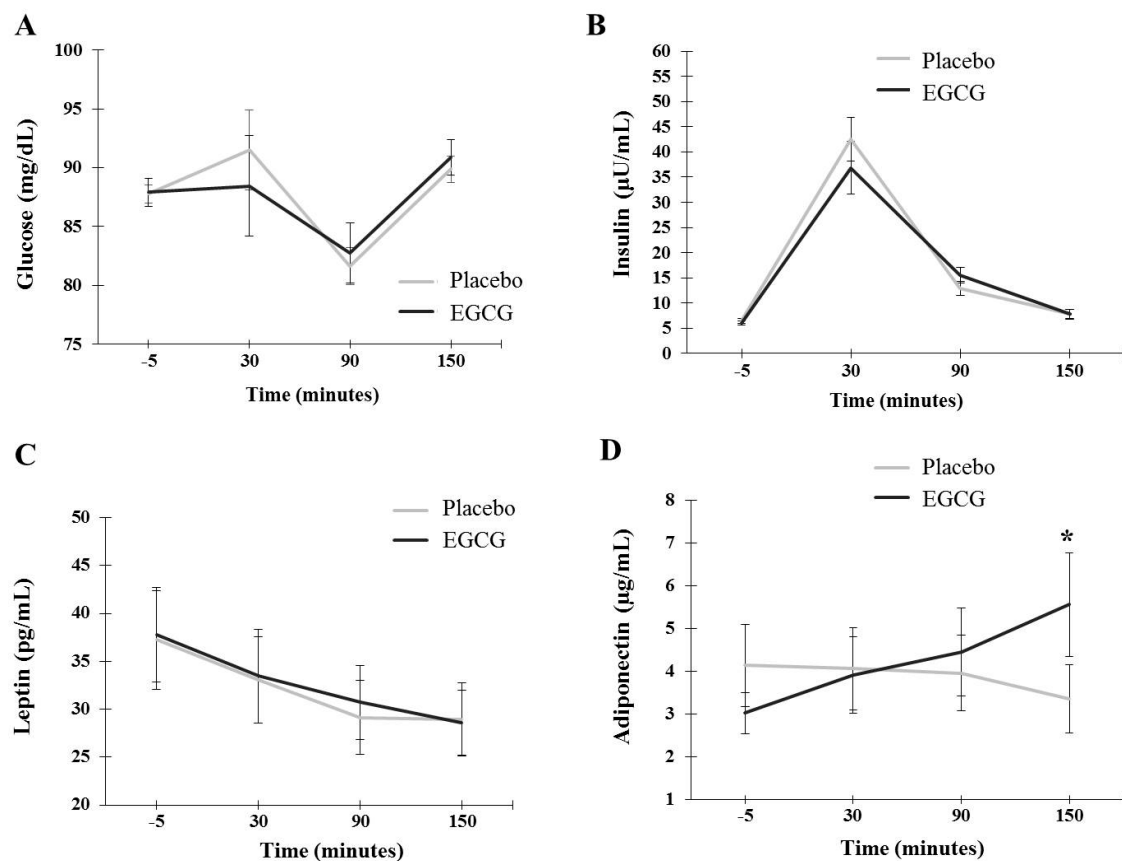 A
Glucose (mg/dL)
100
95
90
85
80
75
Placebo
EGCG
-5 30 90 150
Time (minutes)
B
Insulin (µU/mL)
60
55
50
45
40
35
30
25
20
15
10
5
0
Placebo
EGCG
-5 30 90 150
Time (minutes)
C
Leptin (pg/mL)
50
45
40
35
30
25
20
Placebo
EGCG
-5 30 90 150
Time (minutes)
D
Adiponectin (µg/mL)
8
7
6
5
4
3
2
1
Placebo
EGCG
*
-5 30 90 150
Time (minutes)